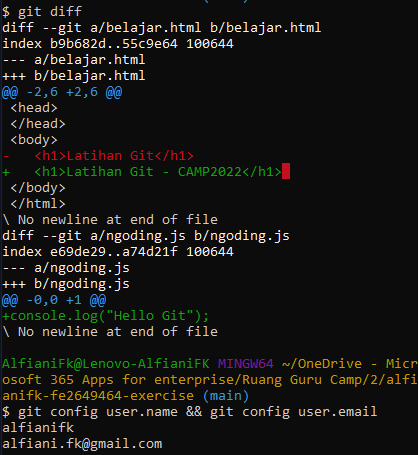 $ git diff
diff --git a/belajar.html b/belajar.html
index b9b682d..55c9e64 100644
--- a/belajar.html
+++ b/belajar.html
@@ -2,6 +2,6 @@
 <head>
 </head>
 <body>
-   <h1>Latihan Git</h1>
+   <h1>Latihan Git - CAMP2022</h1>
 </body>
 </html>
\ No newline at end of file
diff --git a/ngoding.js b/ngoding.js
index e69de29..a74d21f 100644
--- a/ngoding.js
+++ b/ngoding.js
@@ -0,0 +1 @@
+console.log("Hello Git");
\ No newline at end of file
AlfianiFk@Lenovo-AlfianiFK MINGW64 ~/OneDrive - Micr
osoft 365 Apps for enterprise/Ruang Guru Camp/2/alfi
anifk-fe2649464-exercise (main)
$ git config user.name && git config user.email
alfianifk
alfiani.fk@gmail.com